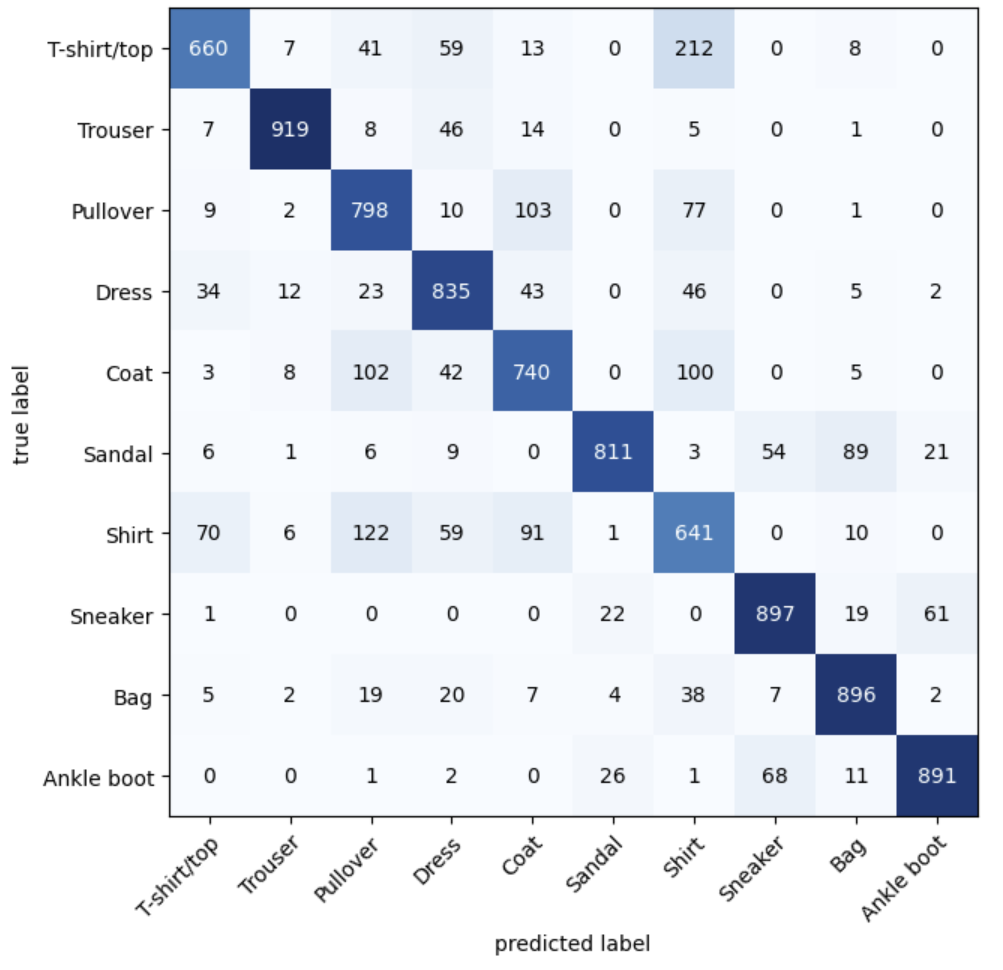 T-shirt/top 660 7 41 59 13 0 212 0 8 0
Trouser 7 919 8 46 14 0 5 0 1 0
Pullover 9 2 798 10 103 0 77 0 1 0
Dress 34 12 23 835 43 0 46 0 5 2
Coat 3 8 102 42 740 0 100 0 5 0
Sandal 6 1 6 9 0 811 3 54 89 21
Shirt 70 6 122 59 91 1 641 0 10 0
Sneaker 1 0 0 0 0 22 0 897 19 61
Bag 5 2 19 20 7 4 38 7 896 2
Ankle boot 0 0 1 2 0 26 1 68 11 891
true label
T-shirt/top Trouser Pullover Dress Coat Sandal Shirt Sneaker Bag Ankle boot
predicted label